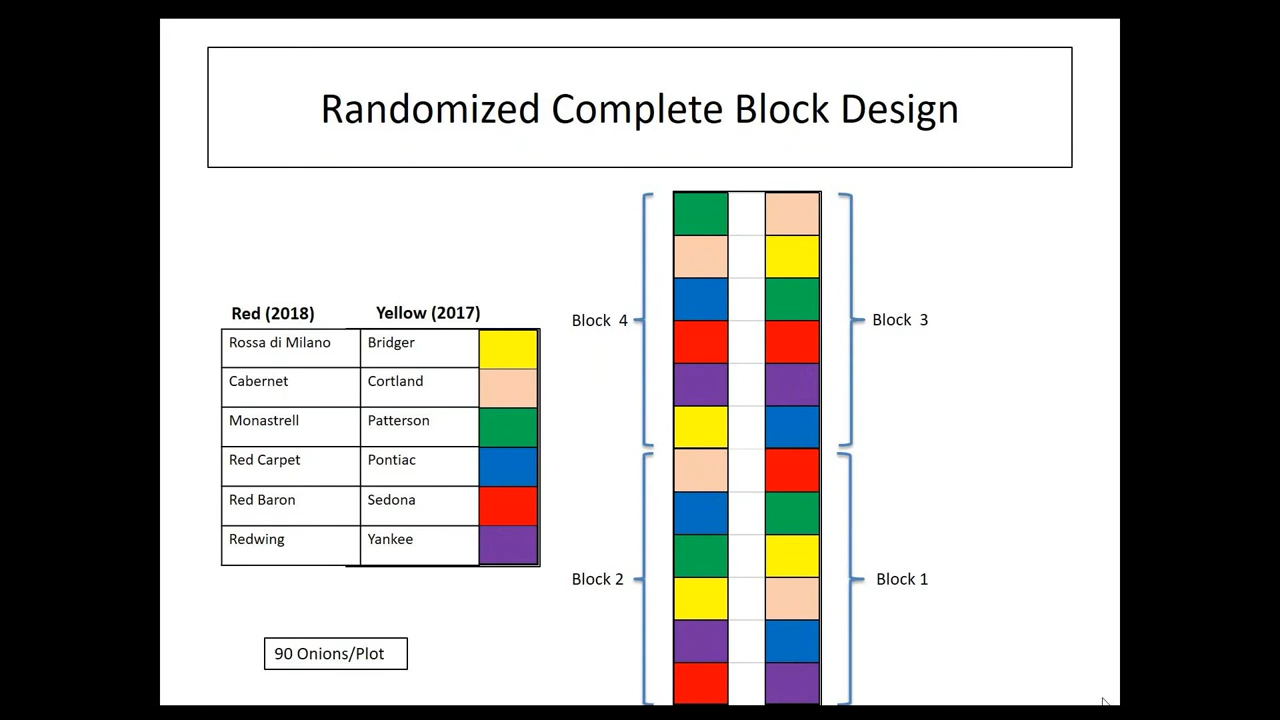 Randomized Complete Block Design
Red (2018) Yellow (2017)
Rossa di Milano Bridger
Cabernet Cortland
Monastrell Patterson
Red Carpet Pontiac
Red Baron Sedona
Redwing Yankee
90 Onions/Plot
Block 4
Block 3
Block 2
Block 1